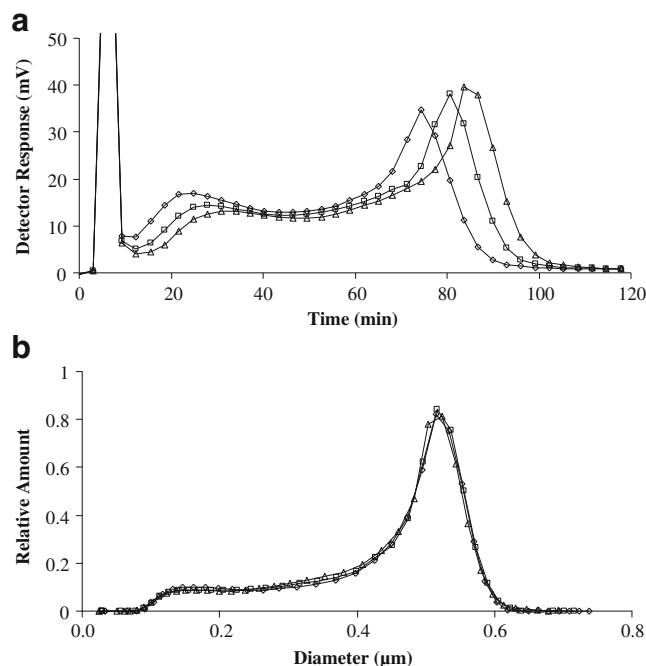 a
50
40
30
20
10
0
Detector Response (mV)
0 20 40 60 80 100 120
Time (min)
b
1
0.8
0.6
0.4
0.2
0
Relative Amount
0.0 0.2 0.4 0.6 0.8
Diameter (µm)